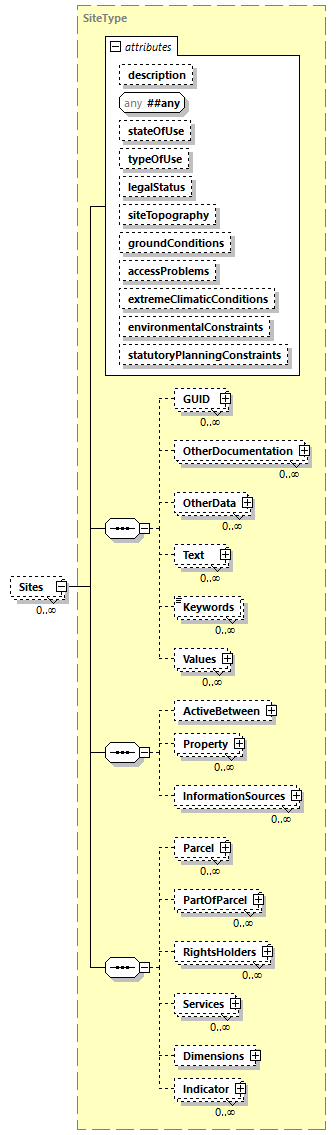 SiteType
attributes
description
any ##any
stateOfUse
typeOfUse
legalStatus
siteTopography
groundConditions
accessProblems
extremeClimaticConditions
environmentalConstraints
statutoryPlanningConstraints
GUID
0..∞
OtherDocumentation
0..∞
OtherData
0..∞
Text
0..∞
Sites
0..∞
Keywords
0..∞
Values
0..∞
ActiveBetween
Property
0..∞
InformationSources
0..∞
Parcel
0..∞
PartOfParcel
0..∞
RightsHolders
0..∞
Services
0..∞
Dimensions
Indicator
0..∞